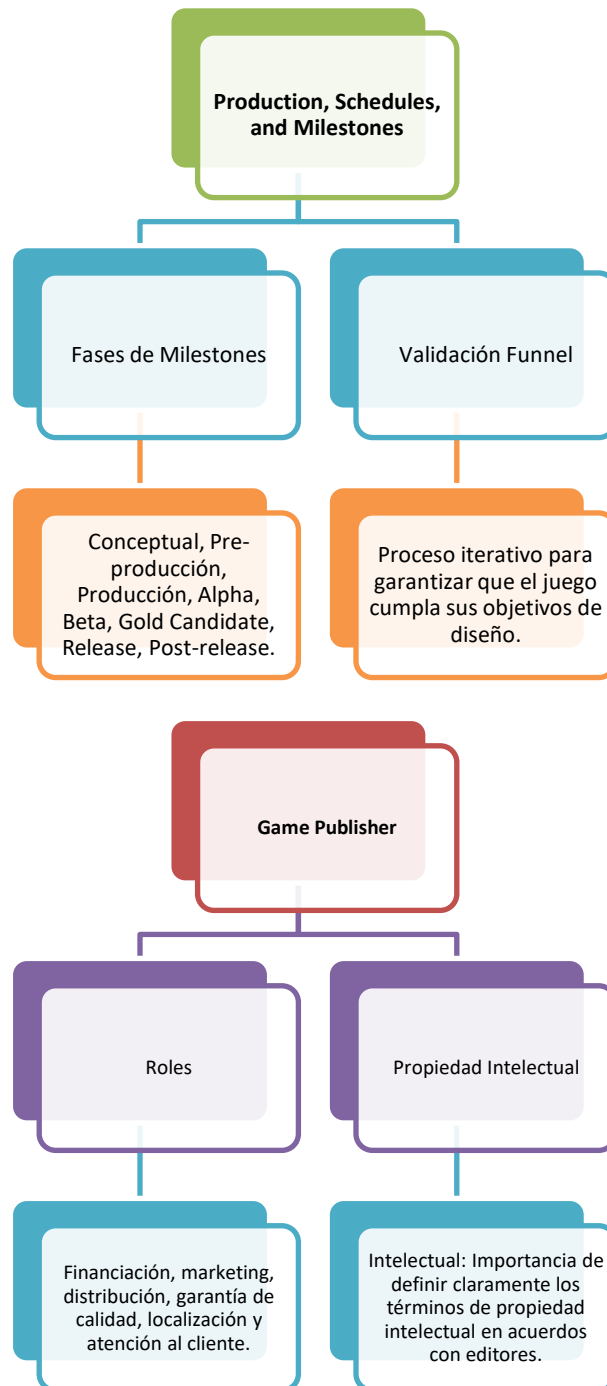 Production, Schedules,
and Milestones
Fases de Milestones
Validación Funnel
Conceptual, Pre-
producción,
Producción, Alpha,
Beta, Gold Candidate,
Release, Post-release.
Proceso iterativo para
garantizar que el juego
cumpla sus objetivos de
diseño.
Game Publisher
Roles
Propiedad Intelectual
Financiación, marketing,
distribución, garantía de
calidad, localización y
atención al cliente.
Intelectual: Importancia de
definir claramente los
términos de propiedad
intelectual en acuerdos
con editores.